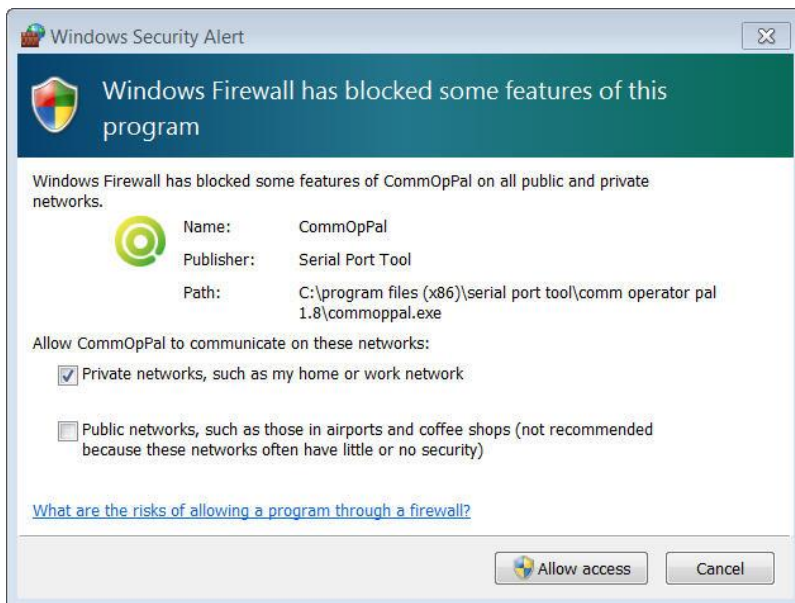 Windows Security Alert
Windows Firewall has blocked some features of this
program
Windows Firewall has blocked some features of CommOpPal on all public and private
networks.
Name: CommOpPal
Publisher: Serial Port Tool
Path: C:\program files (x86)\serial port tool\comm operator pal
1.8\commoppal.exe
Allow CommOpPal to communicate on these networks:
Private networks, such as my home or work network
Public networks, such as those in airports and coffee shops (not recommended
because these networks often have little or no security)
What are the risks of allowing a program through a firewall?
Allow access Cancel